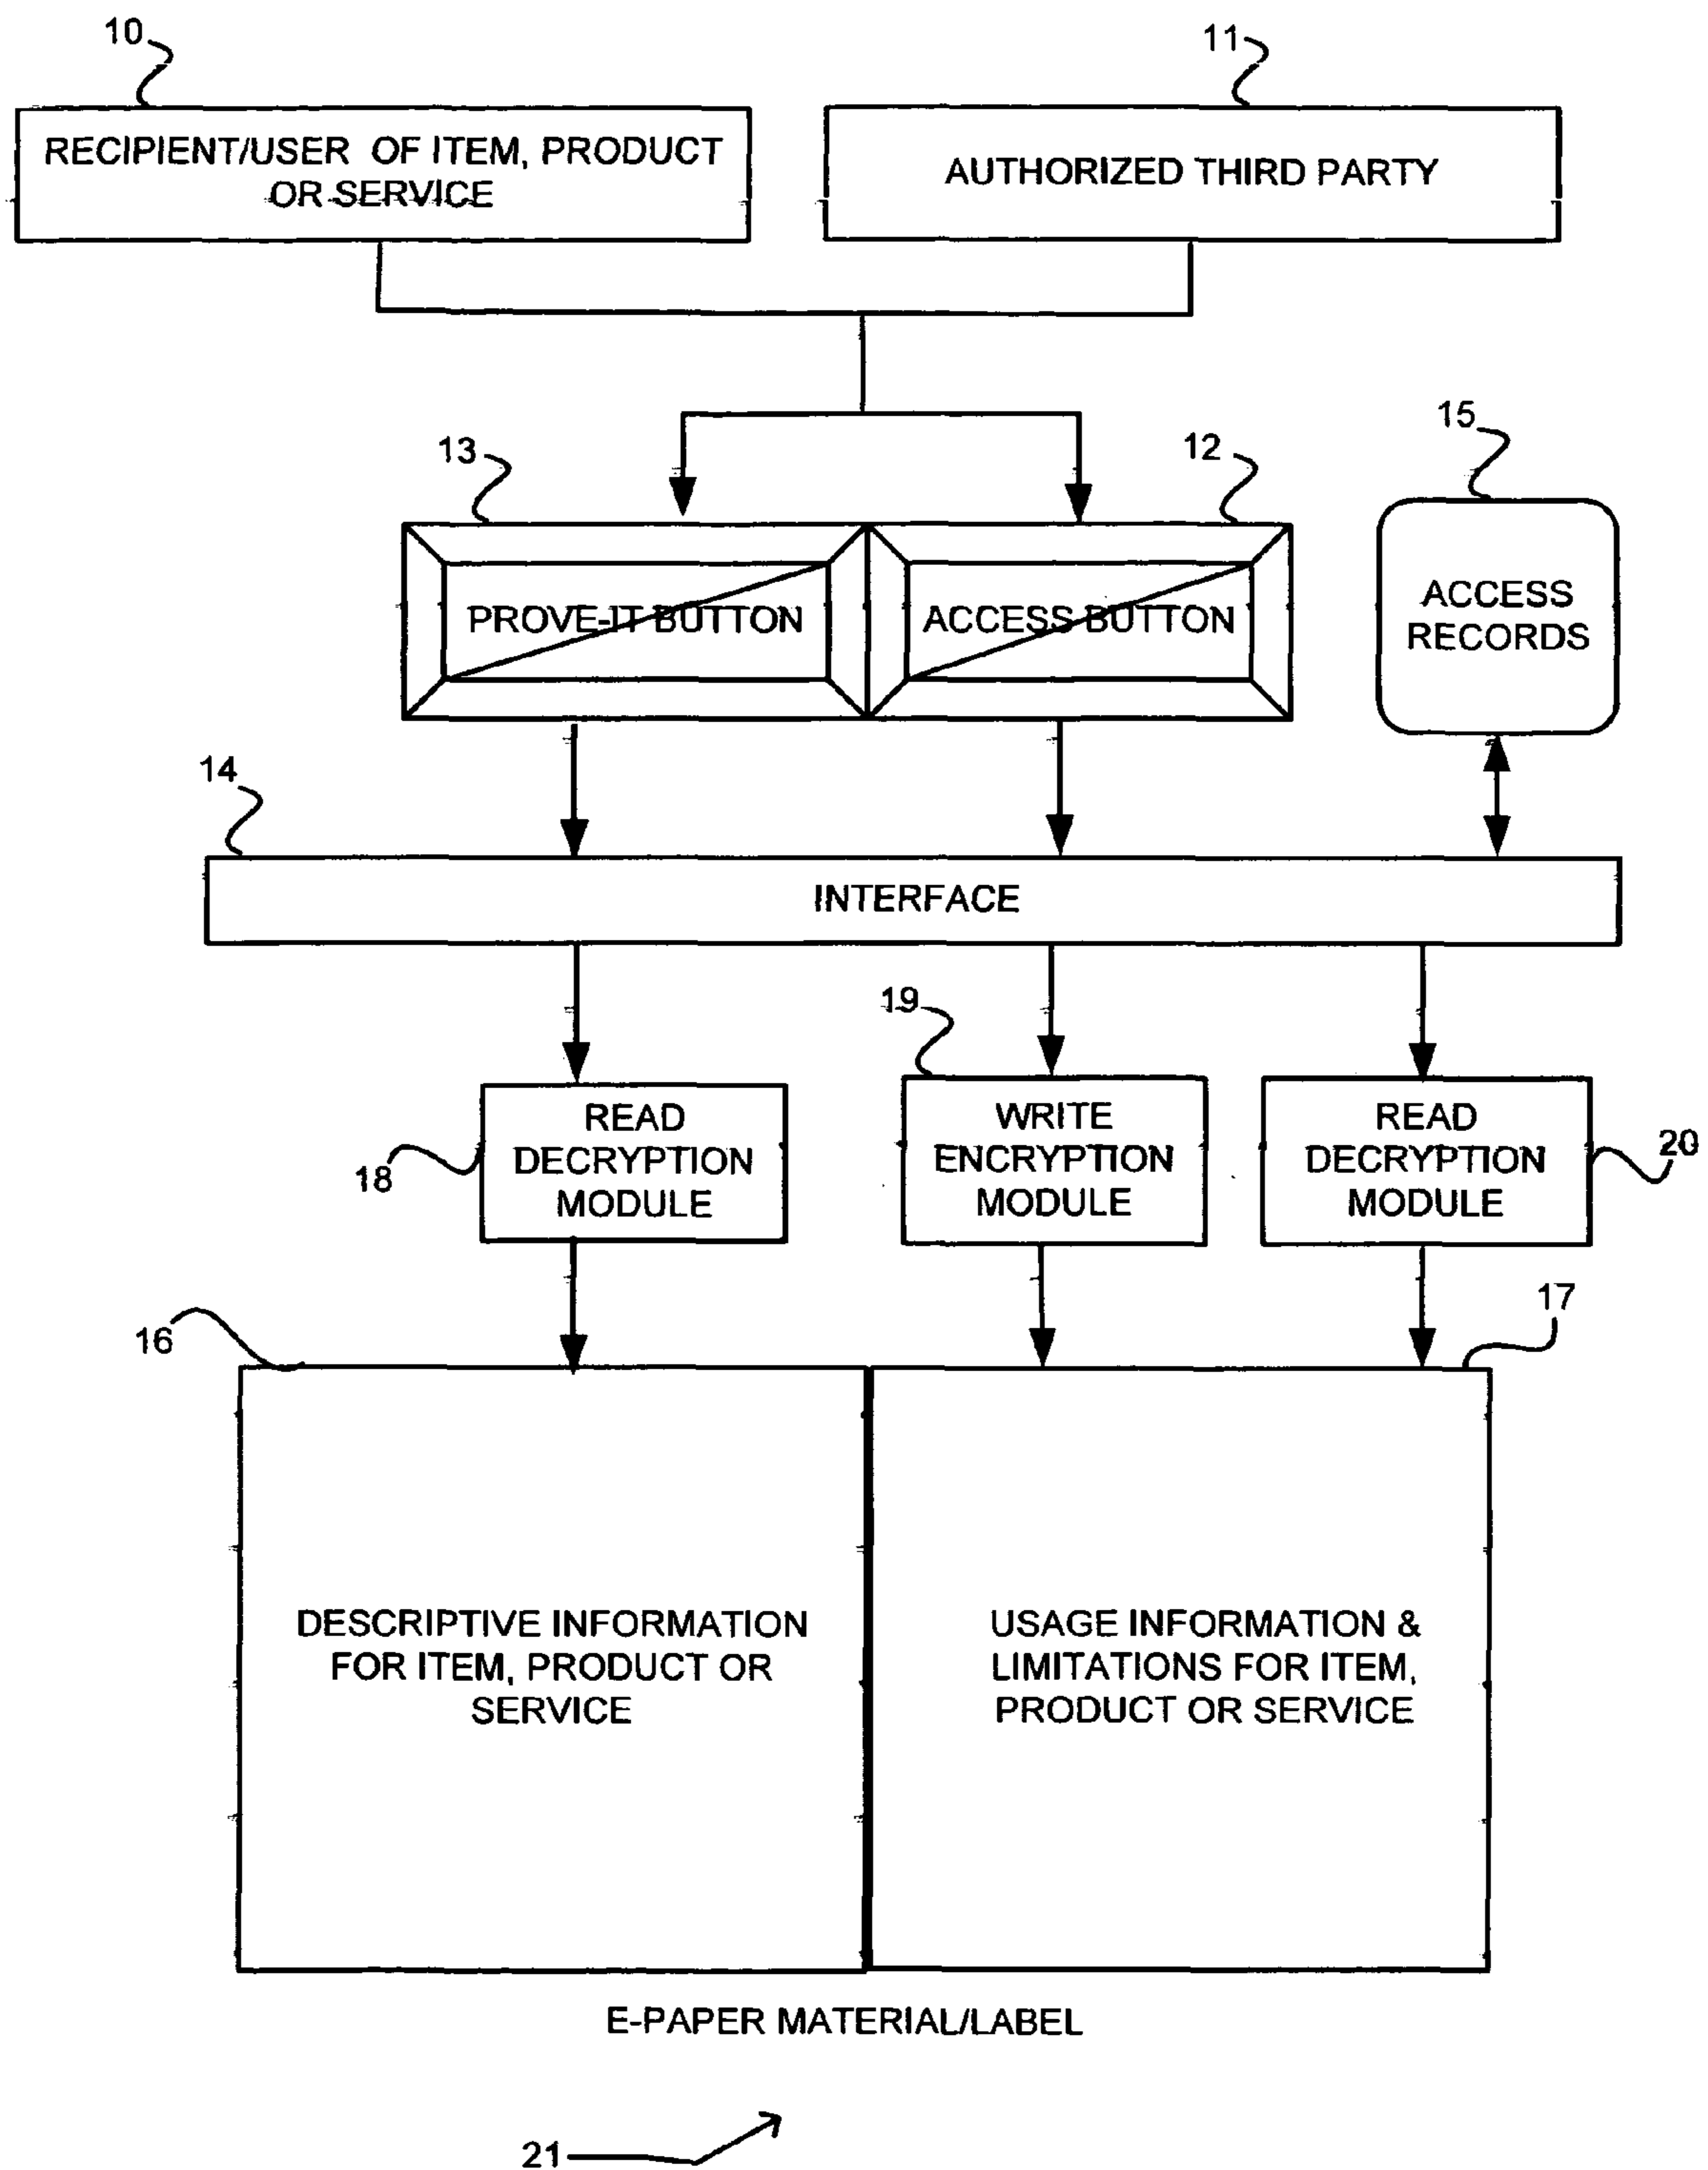 10
11
RECIPIENT/USER OF ITEM, PRODUCT
OR SERVICE
AUTHORIZED THIRD PARTY
13
12
15
PROVE-IT BUTTON
ACCESS BUTTON
ACCESS
RECORDS
14
INTERFACE
19
READ
DECRYPTION
MODULE
18
WRITE
ENCRYPTION
MODULE
READ
DECRYPTION
MODULE
20
16
17
DESCRIPTIVE INFORMATION
FOR ITEM, PRODUCT OR
SERVICE
USAGE INFORMATION &
LIMITATIONS FOR ITEM,
PRODUCT OR SERVICE
E-PAPER MATERIAL/LABEL
21